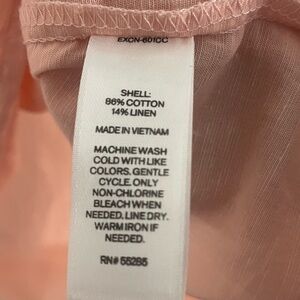 EXCN-601CC
SHELL:
86% COTTON
14% LINEN
MADE IN VIETNAM
MACHINE WASH
COLD WITH LIKE
COLORS. GENTLE
CYCLE. ONLY
NON-CHLORINE
BLEACH WHEN
NEEDED. LINE DRY.
WARM IRON IF
NEEDED.
RN# 55285